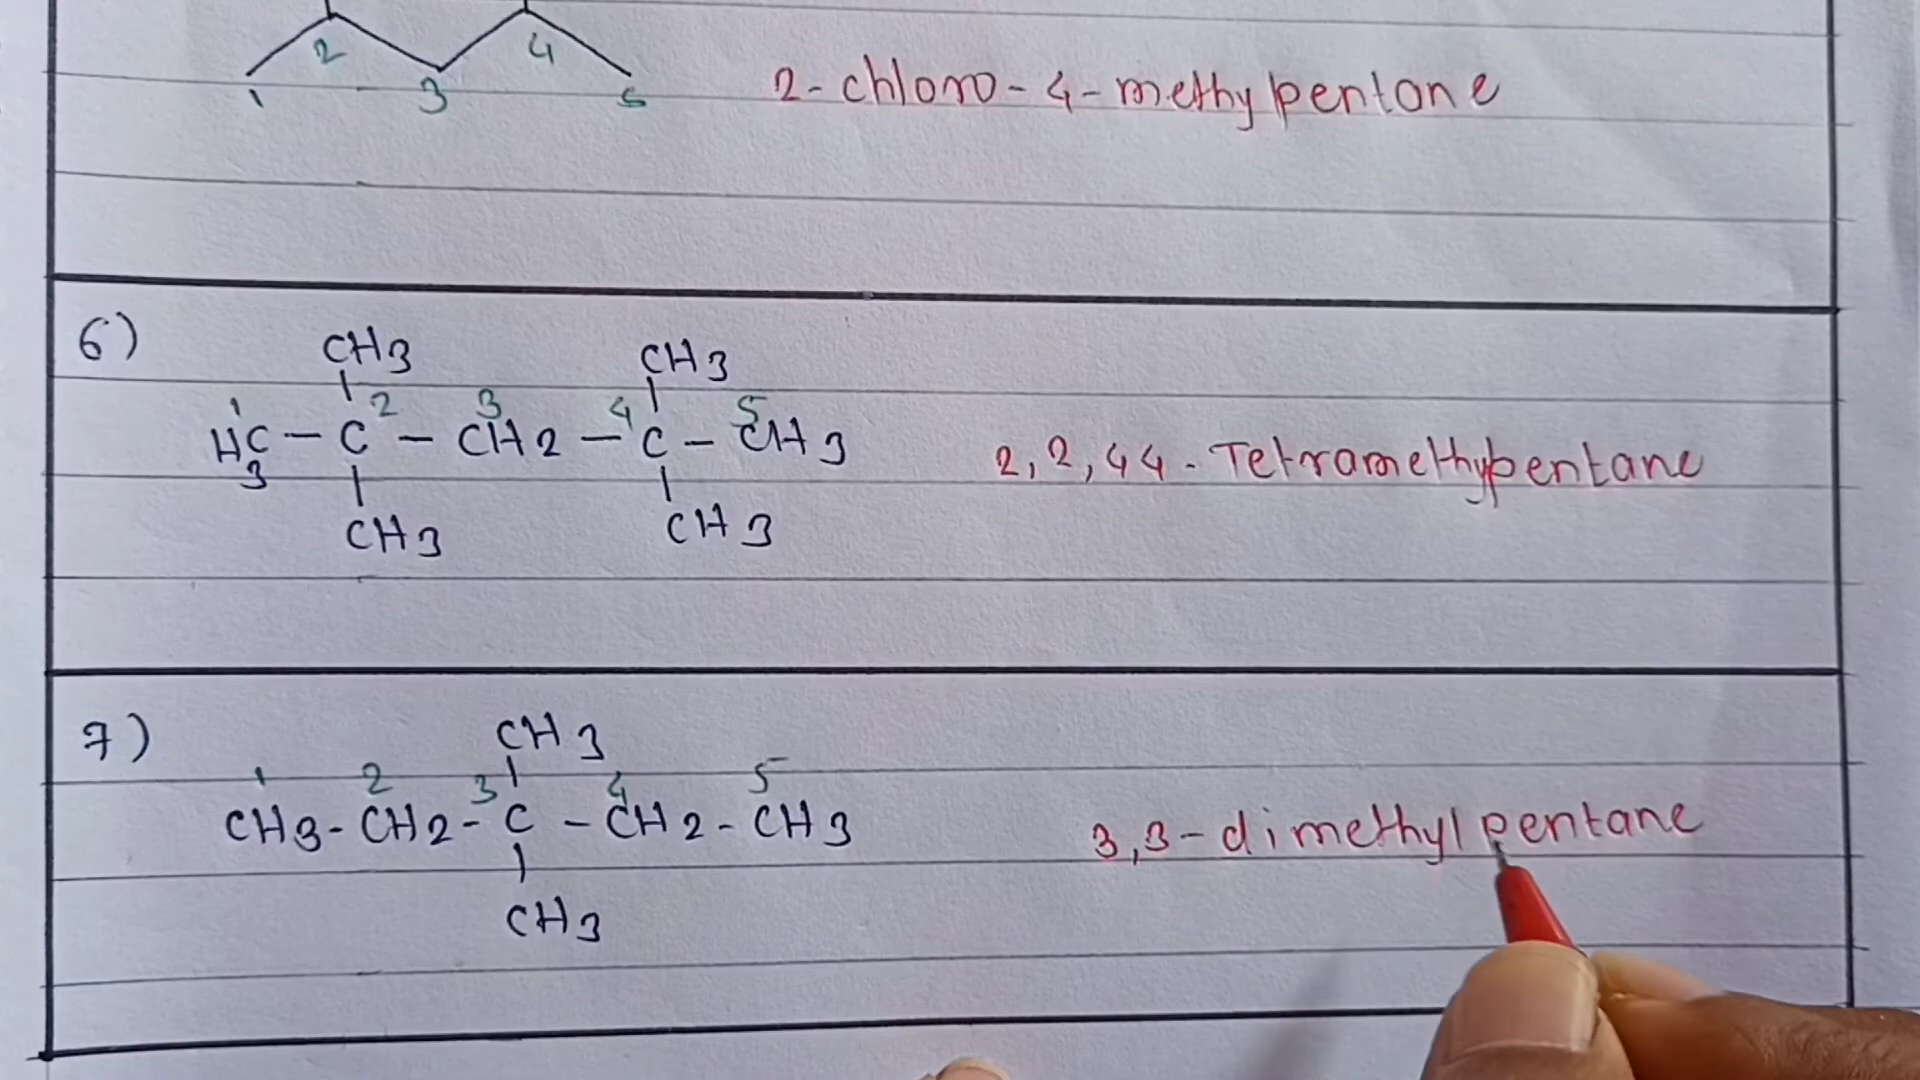 2 4
1 3 5
2-chloro-4-methylpentane
6)
CH3 CH3
1 2 3 4 5
H3C-C-CH2-C-CH3
CH3 CH3
2,2,44-Tetramethypentane
7)
CH3
1 2 3 4 5
CH3-CH2-C-CH2-CH3
CH3
3,3-dimethylpentane